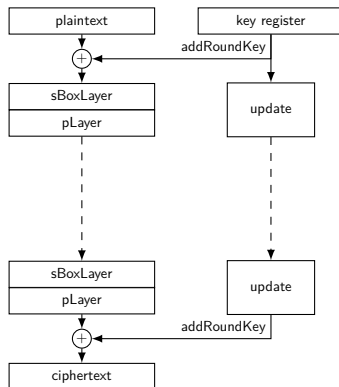 plaintext
key register
+
addRoundKey
sBoxLayer
pLayer
update
sBoxLayer
pLayer
update
+
addRoundKey
ciphertext